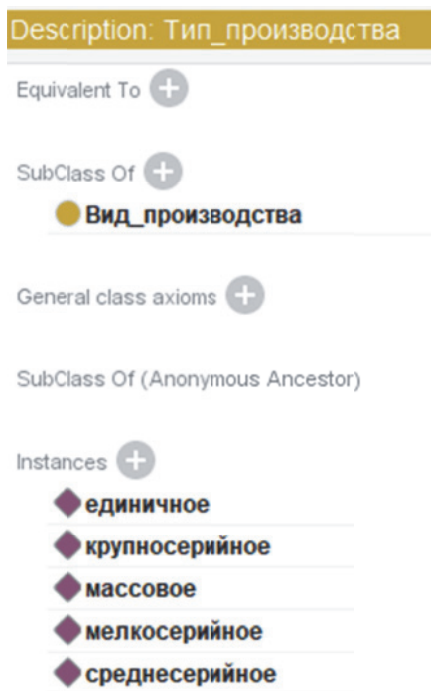 Description: Тип_производства
Equivalent To
SubClass Of
Вид_производства
General class axioms
SubClass Of (Anonymous Ancestor)
Instances
единичное
крупносерийное
массовое
мелкосерийное
среднесерийное